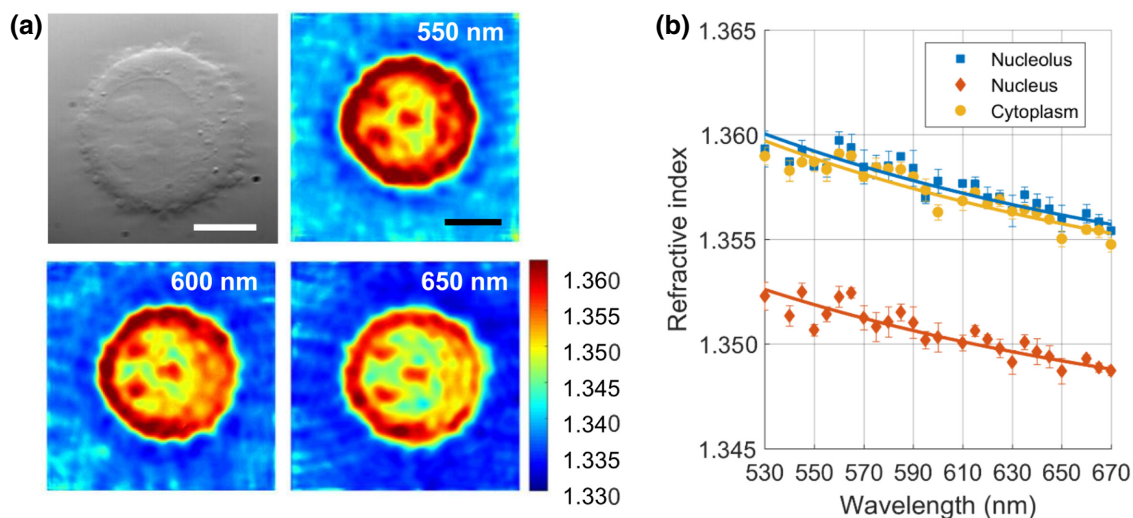 (a)
550 nm
600 nm
650 nm
1.360
1.355
1.350
1.345
1.340
1.335
1.330
(b)
Refractive index
1.365
1.360
1.355
1.350
1.345
Nucleolus
Nucleus
Cytoplasm
530 550 570 590 610 630 650 670
Wavelength (nm)